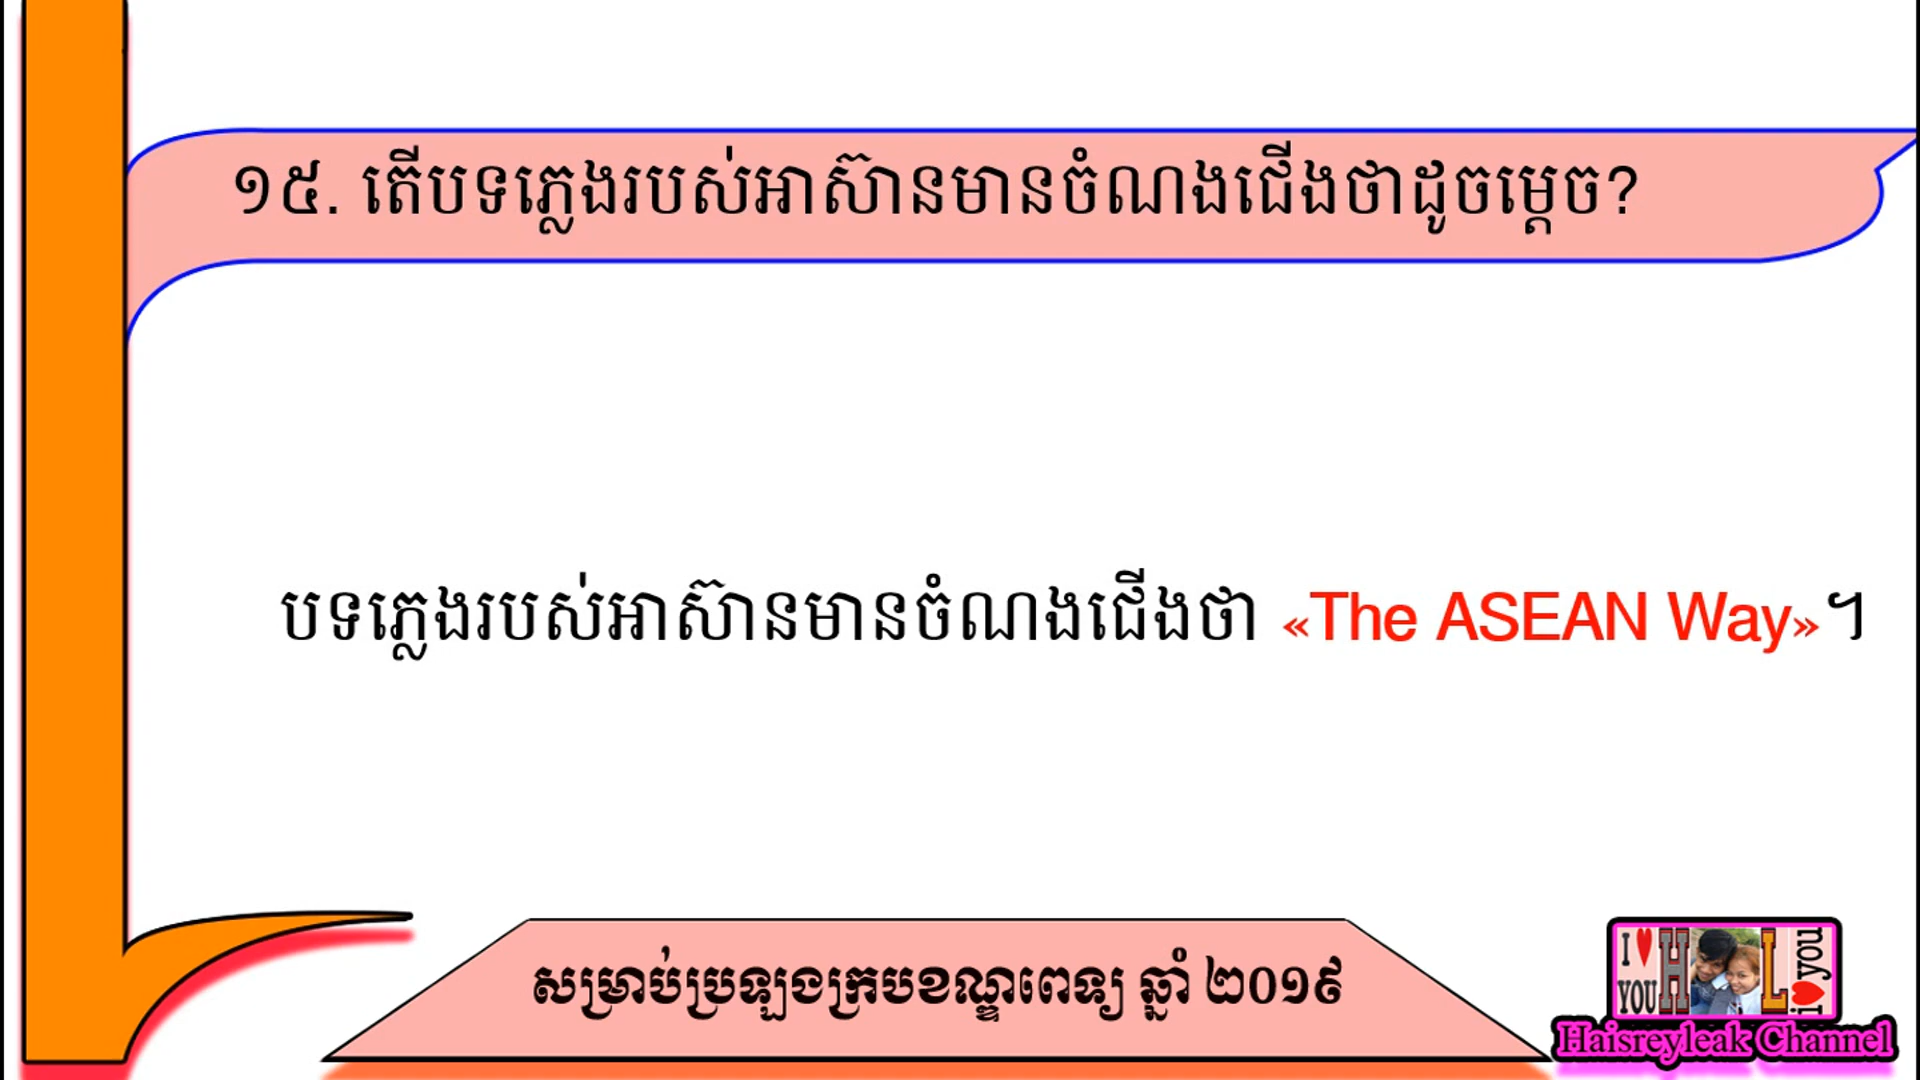 ១៥. តើបទភ្លេងរបស់អាស៊ានមានចំណងជើងថាដូចម្តេច?
បទភ្លេងរបស់អាស៊ានមានចំណងជើងថា «The ASEAN Way»។
សម្រាប់ប្រឡងក្របខណ្ឌពេទ្យ ឆ្នាំ ២០១៩
I ♥ YOU H L i ♥ you
Haisreyleak Channel